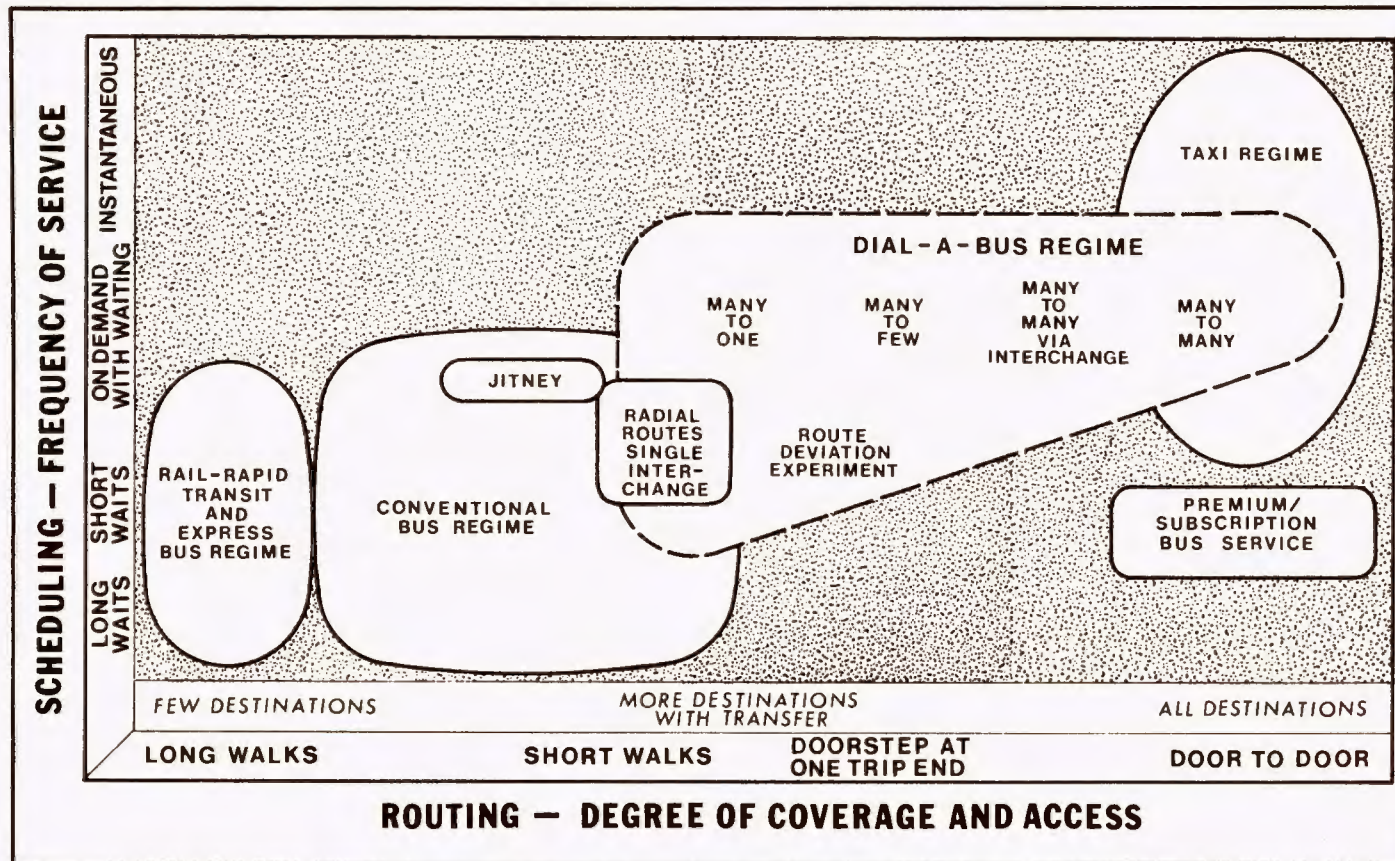 SCHEDULING — FREQUENCY OF SERVICE
INSTANTANEOUS
ON DEMAND
WITH WAITING
SHORT
WAITS
LONG
WAITS
TAXI REGIME
DIAL-A-BUS REGIME
MANY
TO
ONE
MANY
TO
FEW
MANY
TO
MANY
VIA
INTERCHANGE
MANY
TO
MANY
JITNEY
RADIAL
ROUTES
SINGLE
INTER-
CHANGE
ROUTE
DEVIATION
EXPERIMENT
RAIL-RAPID
TRANSIT
AND
EXPRESS
BUS REGIME
CONVENTIONAL
BUS REGIME
PREMIUM/
SUBSCRIPTION
BUS SERVICE
FEW DESTINATIONS
MORE DESTINATIONS
WITH TRANSFER
ALL DESTINATIONS
LONG WALKS
SHORT WALKS
DOORSTEP AT
ONE TRIP END
DOOR TO DOOR
ROUTING — DEGREE OF COVERAGE AND ACCESS